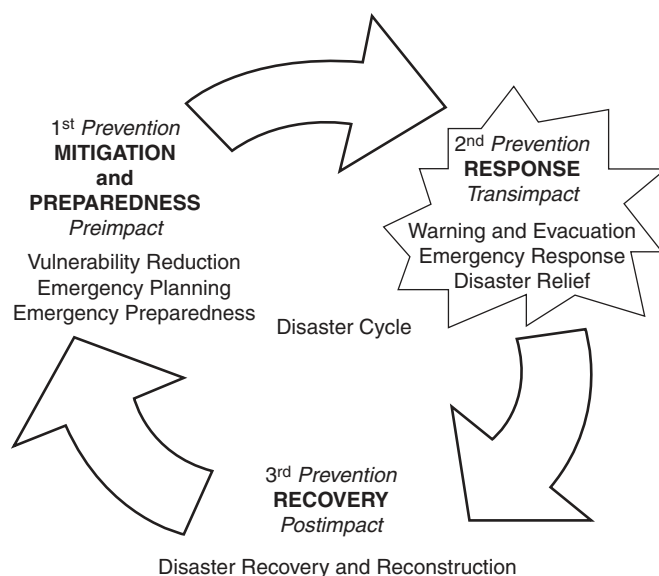 1st Prevention
MITIGATION
and
PREPAREDNESS
Preimpact
Vulnerability Reduction
Emergency Planning
Emergency Preparedness
2nd Prevention
RESPONSE
Transimpact
Warning and Evacuation
Emergency Response
Disaster Relief
Disaster Cycle
3rd Prevention
RECOVERY
Postimpact
Disaster Recovery and Reconstruction